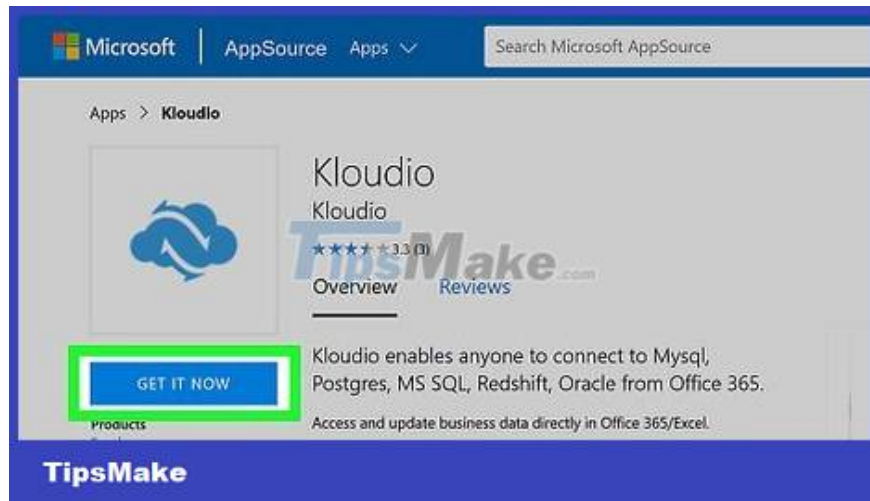 Microsoft AppSource Apps Search Microsoft AppSource
Apps > Kloudio
Kloudio
Kloudio
3.3 (3)
TipsMake.com
Overview Reviews
GET IT NOW
Kloudio enables anyone to connect to Mysql,
Postgres, MS SQL, Redshift, Oracle from Office 365.
Products
Access and update business data directly in Office 365/Excel.
TipsMake